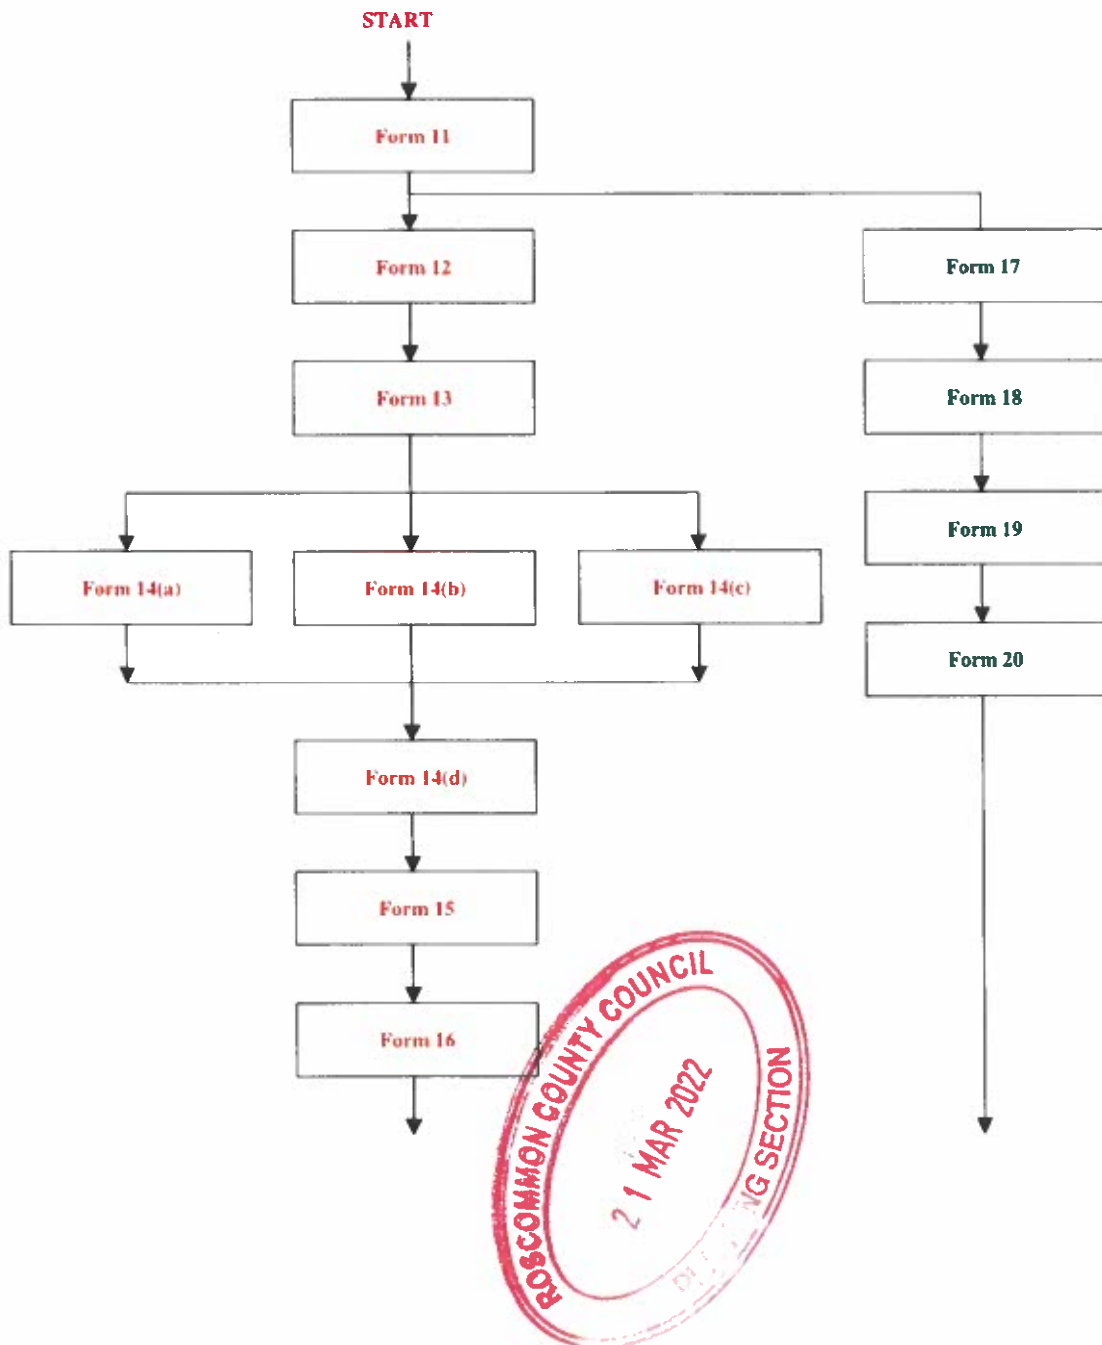 START
Form 11
Form 12
Form 17
Form 13
Form 18
Form 19
Form 14(a)
Form 14(b)
Form 14(c)
Form 20
Form 14(d)
Form 15
Form 16
ROSCOMMON COUNTY COUNCIL
21 MAR 2022
SECTION